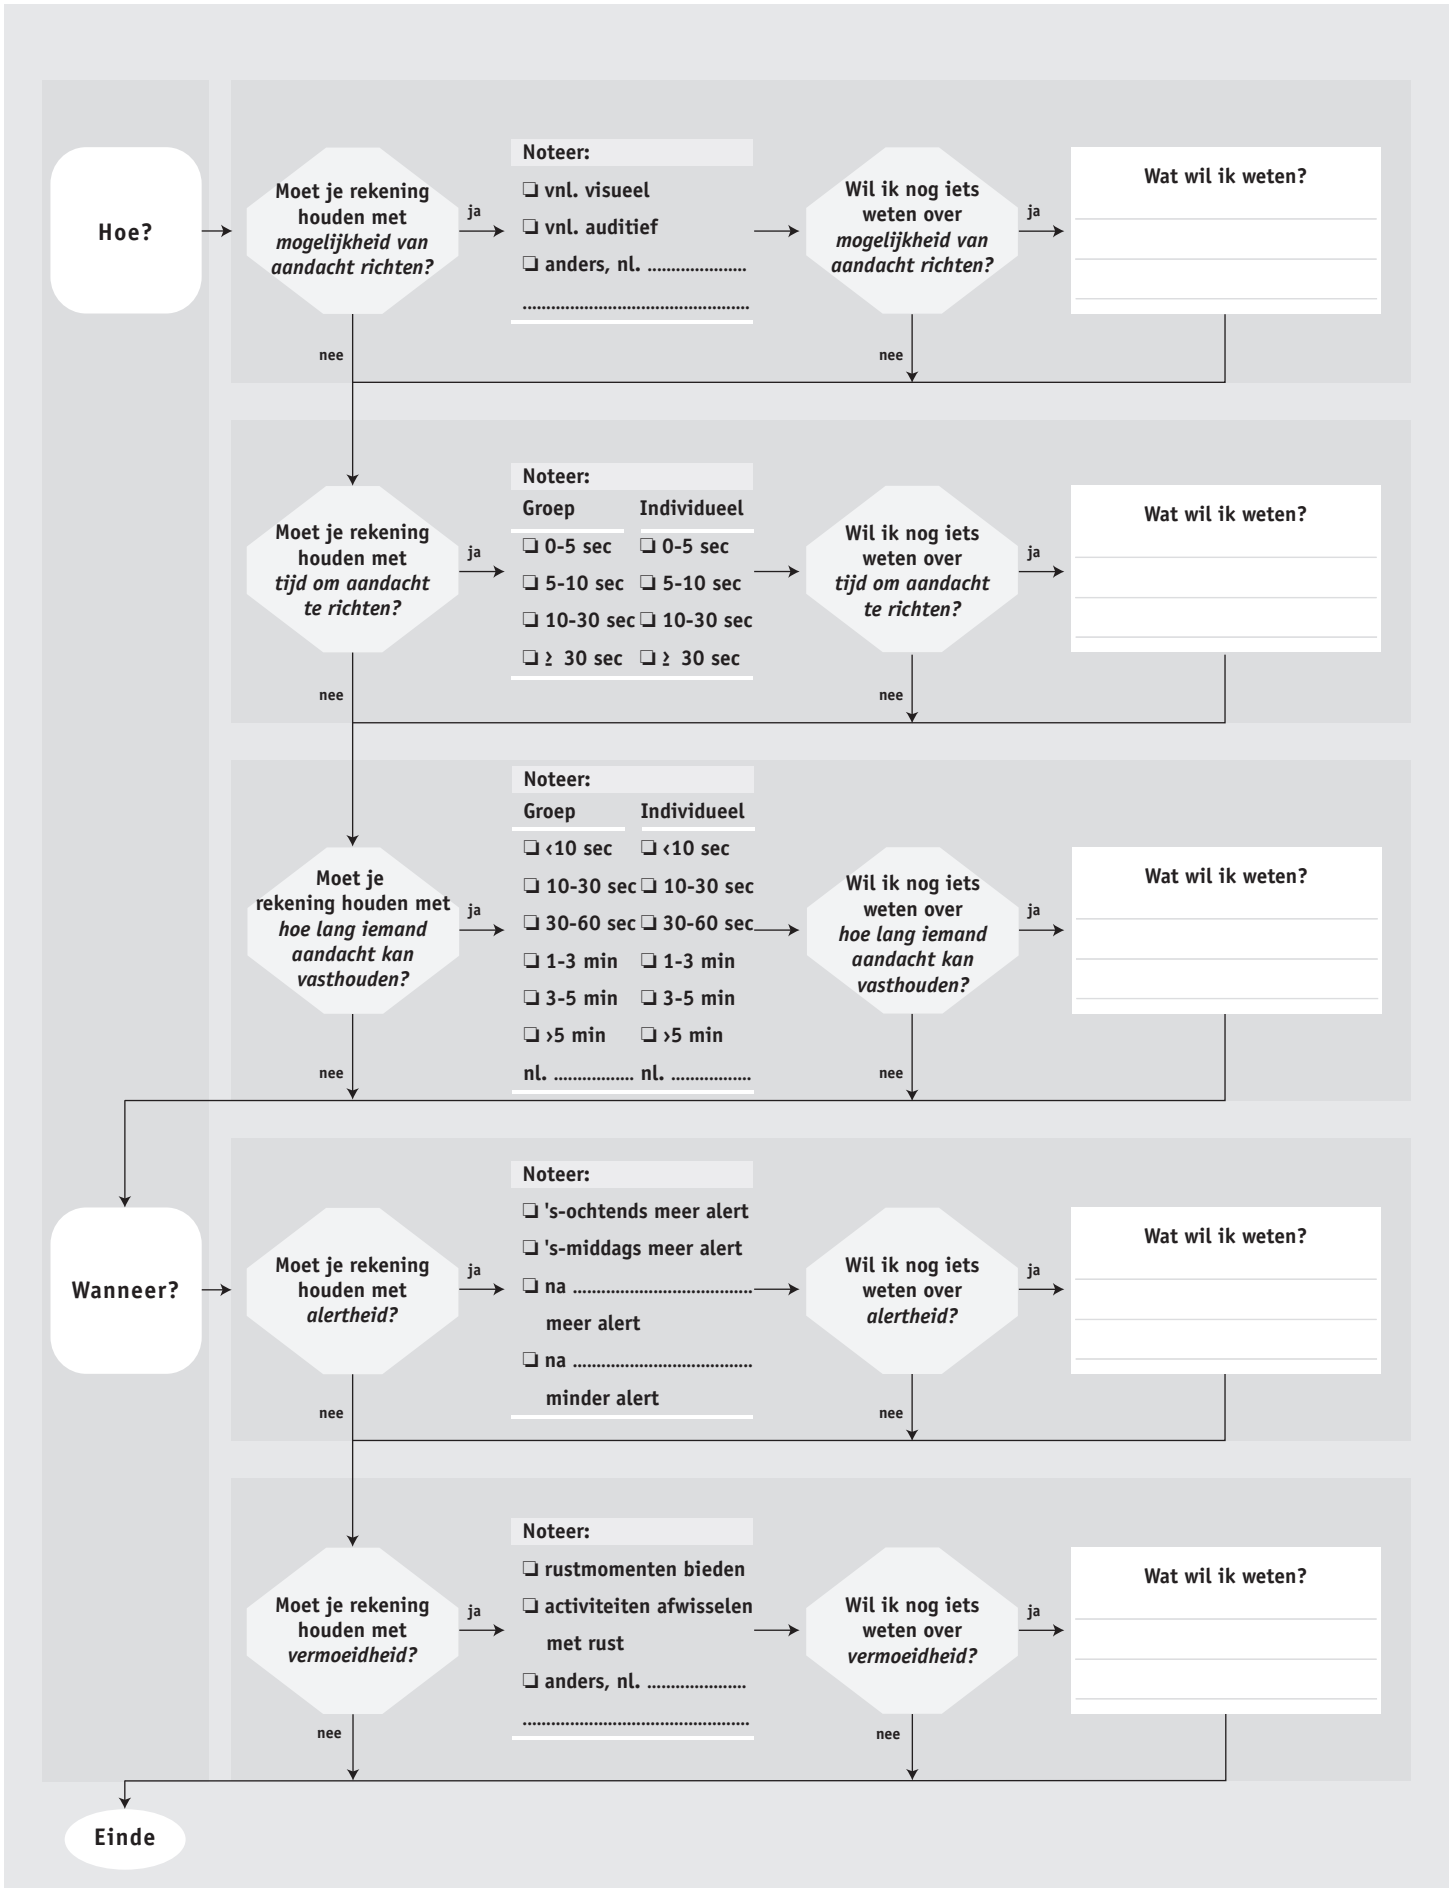 Hoe?
Moet je rekening
houden met
mogelijkheid van
aandacht richten?
ja
nee
Noteer:
❏ vnl. visueel
❏ vnl. auditief
❏ anders, nl. .....................
................................................
Wil ik nog iets
weten over
mogelijkheid van
aandacht richten?
ja
nee
Wat wil ik weten?
Moet je rekening
houden met
tijd om aandacht
te richten?
ja
nee
Noteer:
Groep Individueel
❏ 0-5 sec ❏ 0-5 sec
❏ 5-10 sec ❏ 5-10 sec
❏ 10-30 sec ❏ 10-30 sec
❏ ≥ 30 sec ❏ ≥ 30 sec
Wil ik nog iets
weten over
tijd om aandacht
te richten?
ja
nee
Wat wil ik weten?
Moet je
rekening houden met
hoe lang iemand
aandacht kan
vasthouden?
ja
nee
Noteer:
Groep Individueel
❏ <10 sec ❏ <10 sec
❏ 10-30 sec ❏ 10-30 sec
❏ 30-60 sec ❏ 30-60 sec
❏ 1-3 min ❏ 1-3 min
❏ 3-5 min ❏ 3-5 min
❏ >5 min ❏ >5 min
nl. ................. nl. .................
Wil ik nog iets
weten over
hoe lang iemand
aandacht kan
vasthouden?
ja
nee
Wat wil ik weten?
Wanneer?
Moet je rekening
houden met
alertheid?
ja
nee
Noteer:
❏ 's-ochtends meer alert
❏ 's-middags meer alert
❏ na ......................................
meer alert
❏ na ......................................
minder alert
Wil ik nog iets
weten over
alertheid?
ja
nee
Wat wil ik weten?
Moet je rekening
houden met
vermoeidheid?
ja
nee
Noteer:
❏ rustmomenten bieden
❏ activiteiten afwisselen
met rust
❏ anders, nl. .....................
................................................
Wil ik nog iets
weten over
vermoeidheid?
ja
nee
Wat wil ik weten?
Einde